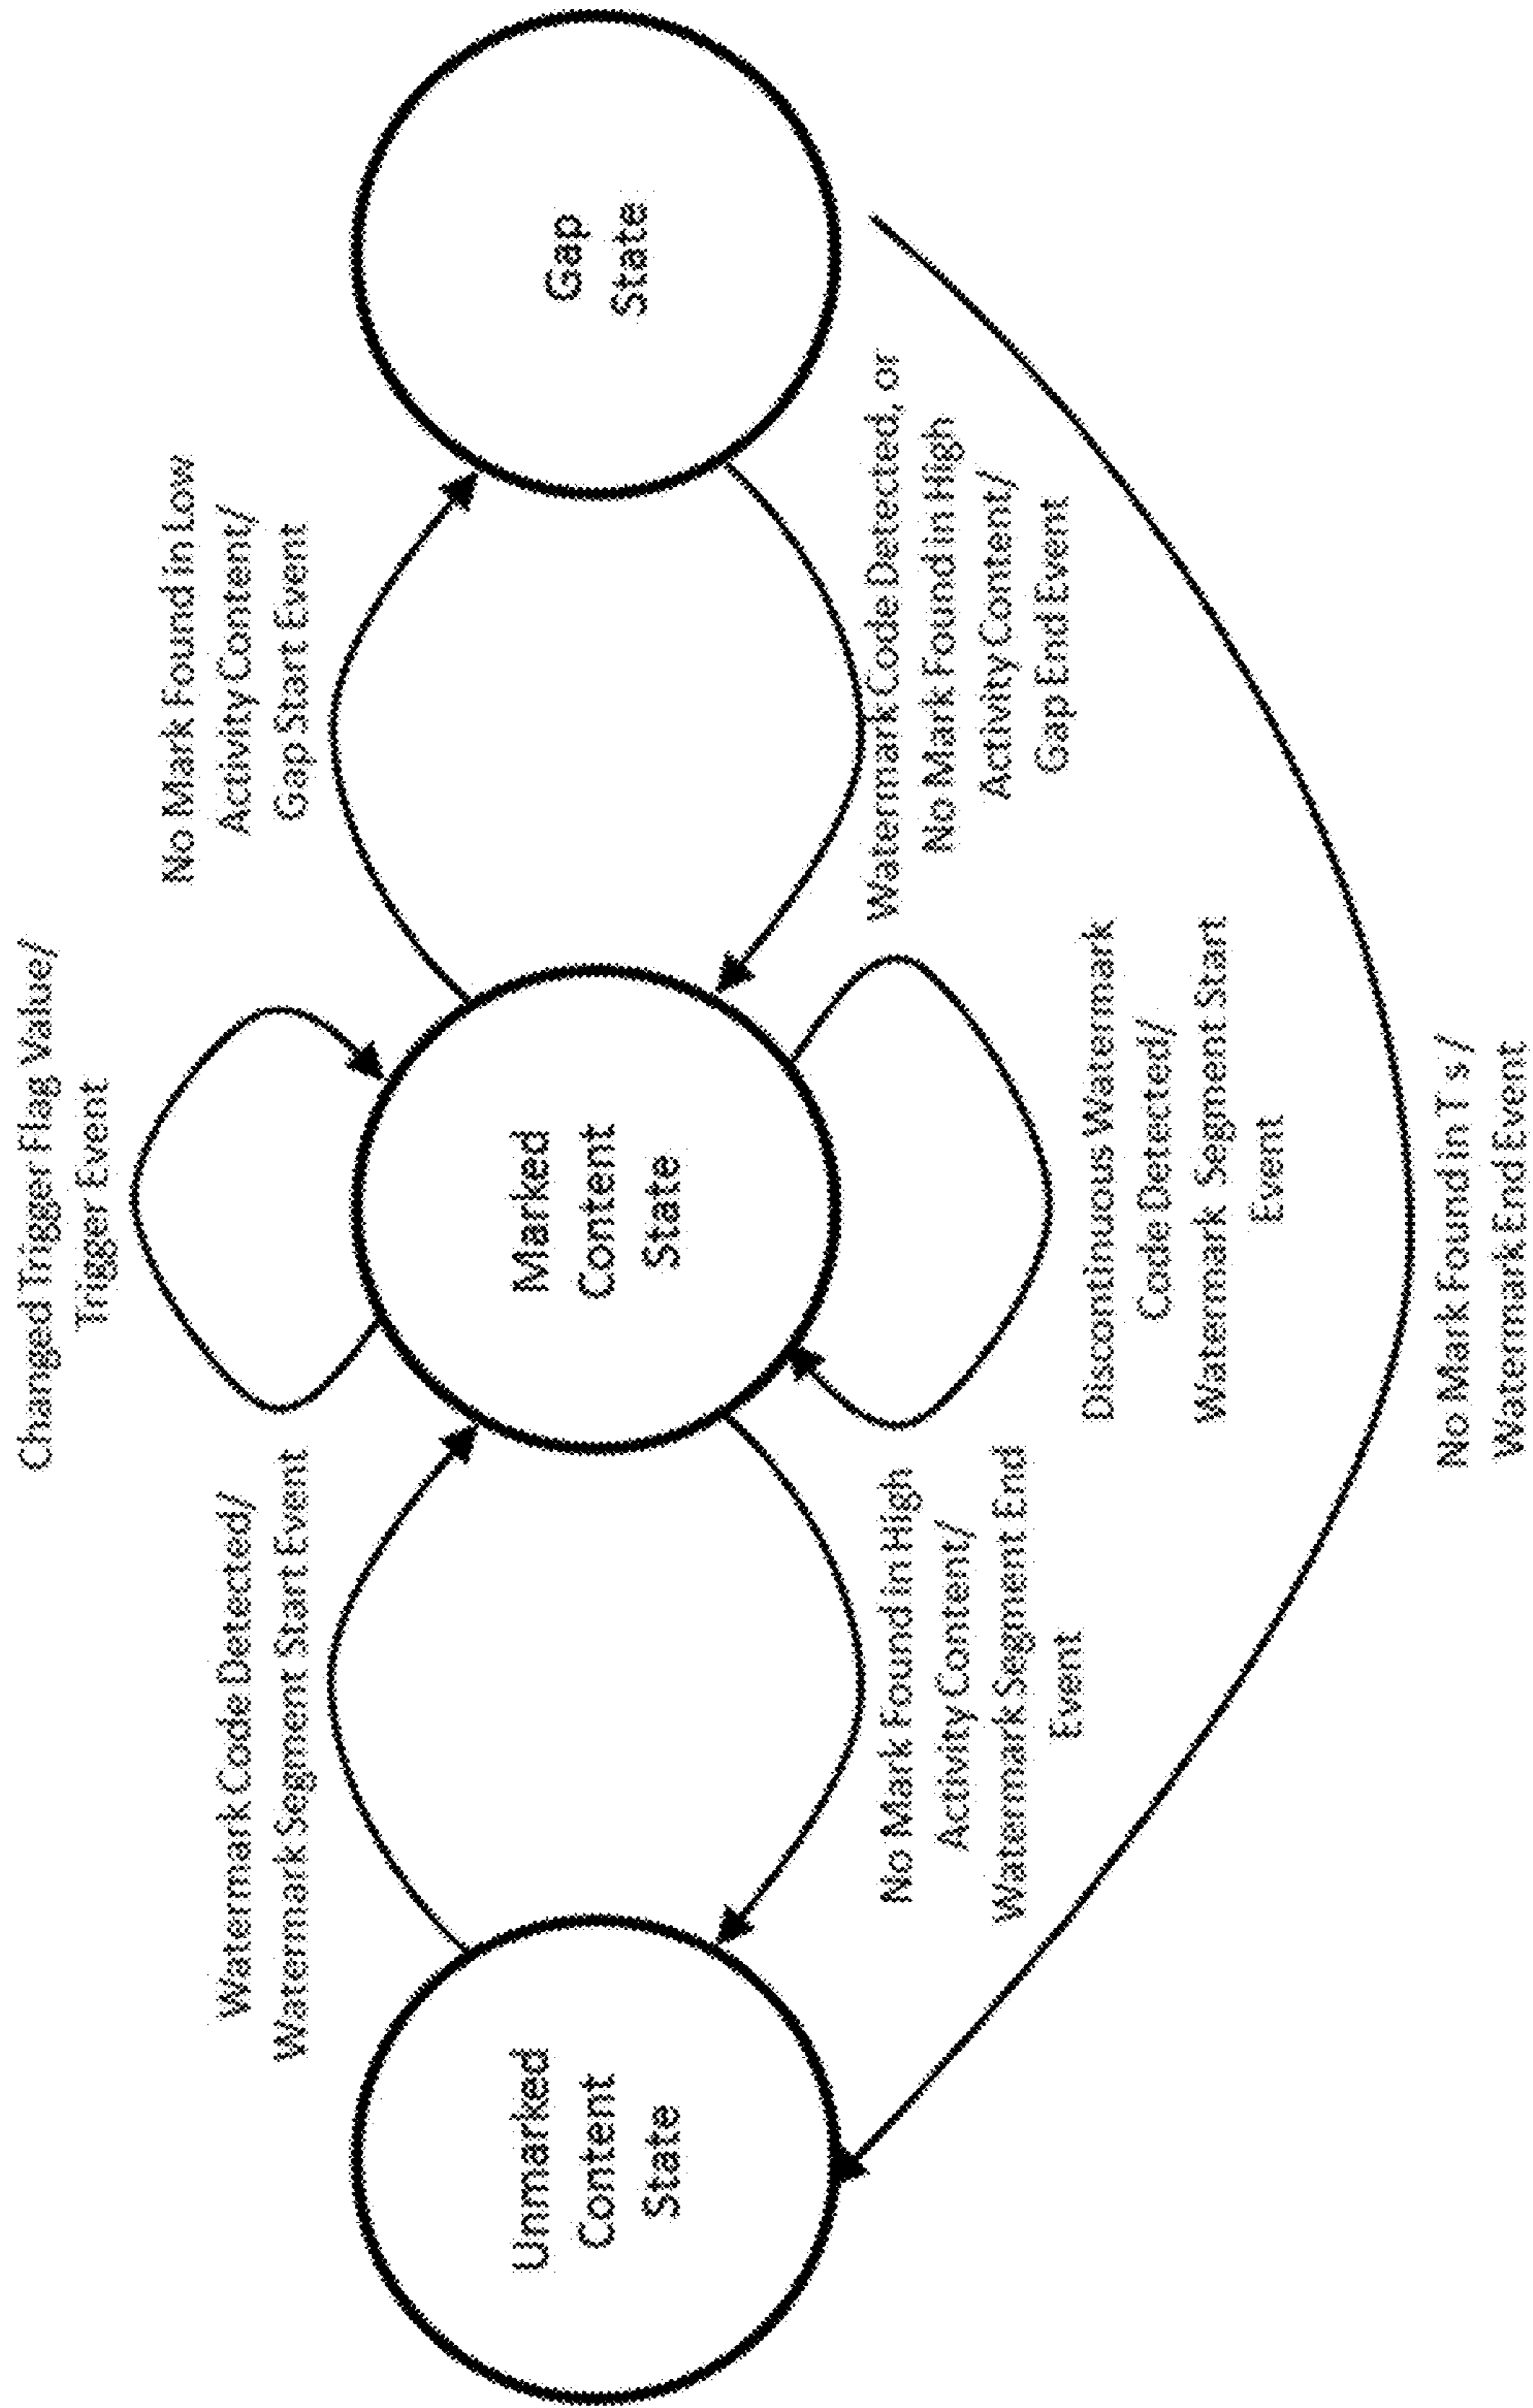 Changed Trigger Flag Value/
Trigger Event
Watermark Code Detected/
Watermark Segment Start Event
No Mark Found in Low
Activity Content/
Gap Start Event
Unmarked
Content
State
Marked
Content
State
Gap
State
No Mark Found in High
Activity Content/
Watermark Segment End
Event
Watermark Code Detected, or
No Mark Found in High
Activity Content/
Gap End Event
Discontinuous Watermark
Code Detected/
Watermark Segment Start
Event
No Mark Found in T s /
Watermark End Event